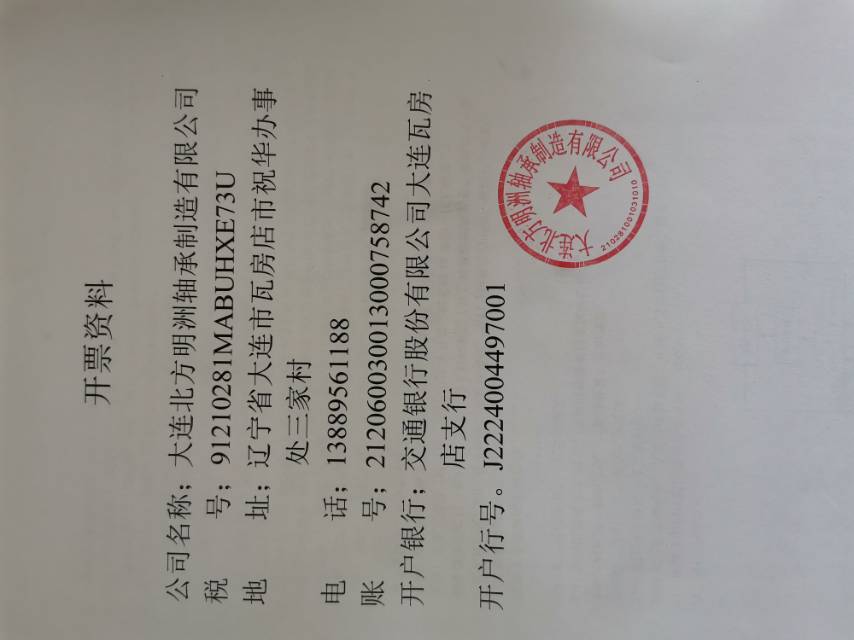 开票资料
公司名称；大连北方明洲轴承制造有限公司
税 号；91210281MABUHXE73U
地 址；辽宁省大连市瓦房店市祝华办事
处三家村
电 话；13889561188
账 号；212060030013000758742
开户银行；交通银行股份有限公司大连瓦房
店支行
开户行号。J2224004497001
大连北方明洲轴承制造有限公司
210281001031010